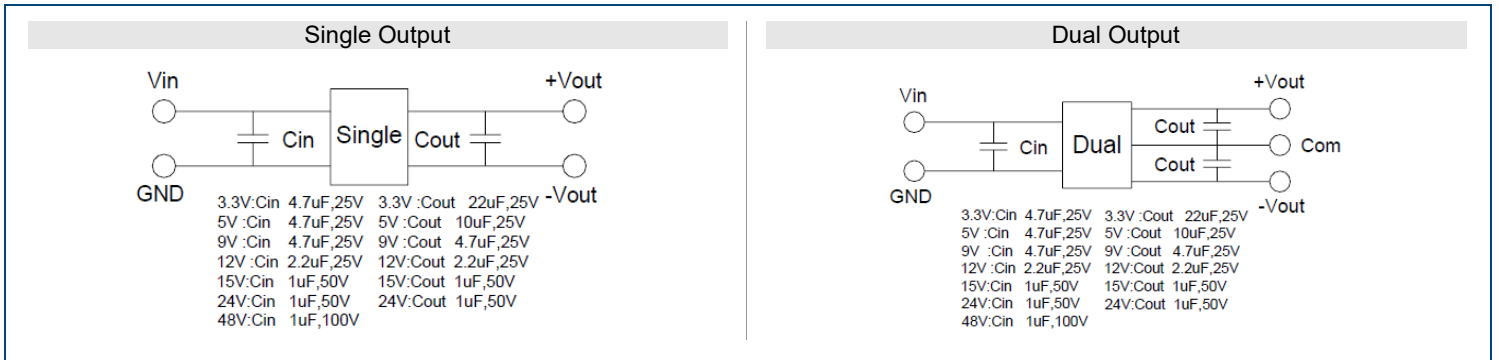 Single Output
Vin
+Vout
Cin
Single
Cout
GND
-Vout
3.3V:Cin 4.7uF,25V 3.3V :Cout 22uF,25V
5V :Cin 4.7uF,25V 5V :Cout 10uF,25V
9V :Cin 4.7uF,25V 9V :Cout 4.7uF,25V
12V :Cin 2.2uF,25V 12V:Cout 2.2uF,25V
15V:Cin 1uF,50V 15V:Cout 1uF,50V
24V:Cin 1uF,50V 24V:Cout 1uF,50V
48V:Cin 1uF,100V
Dual Output
Vin
+Vout
Cout
Cin
Dual
Com
Cout
GND
-Vout
3.3V:Cin 4.7uF,25V 3.3V :Cout 22uF,25V
5V :Cin 4.7uF,25V 5V :Cout 10uF,25V
9V :Cin 4.7uF,25V 9V :Cout 4.7uF,25V
12V :Cin 2.2uF,25V 12V:Cout 2.2uF,25V
15V:Cin 1uF,50V 15V:Cout 1uF,50V
24V:Cin 1uF,50V 24V:Cout 1uF,50V
48V:Cin 1uF,100V